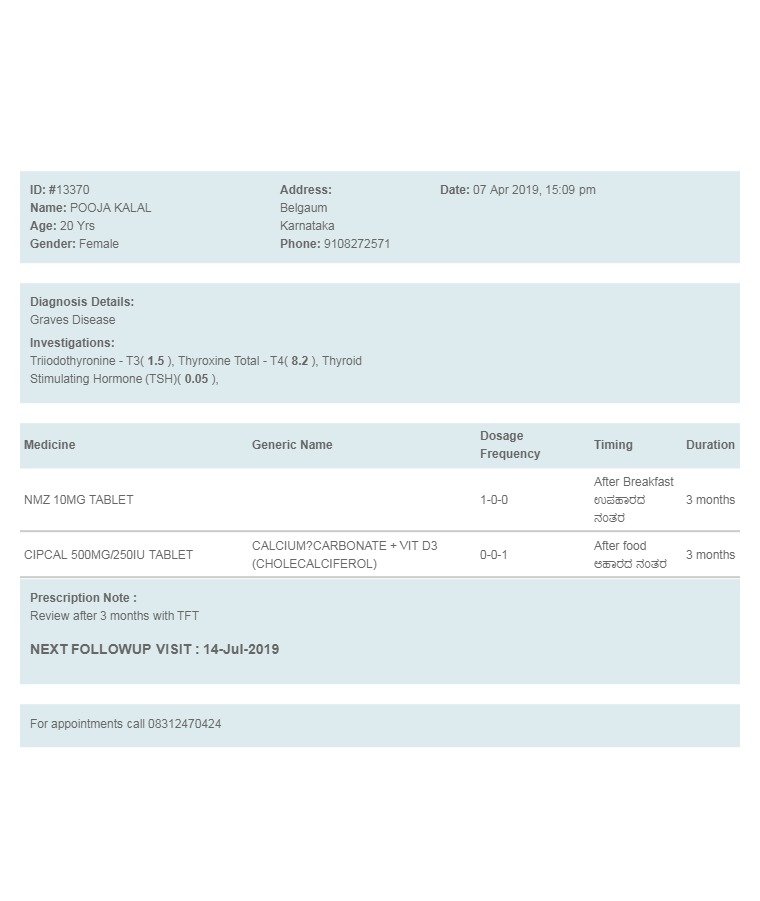 ID: #13370
Name: POOJA KALAL
Age: 20 Yrs
Gender: Female
Address:
Belgaum
Karnataka
Phone: 9108272571
Date: 07 Apr 2019, 15:09 pm
Diagnosis Details:
Graves Disease
Investigations:
Triiodothyronine - T3( 1.5 ), Thyroxine Total - T4( 8.2 ), Thyroid
Stimulating Hormone (TSH)( 0.05 ),
Medicine Generic Name Dosage Frequency Timing Duration
NMZ 10MG TABLET 1-0-0 After Breakfast ಉಪಹಾರದ ನಂತರ 3 months
CIPCAL 500MG/250IU TABLET CALCIUM?CARBONATE + VIT D3 (CHOLECALCIFEROL) 0-0-1 After food ಆಹಾರದ ನಂತರ 3 months
Prescription Note :
Review after 3 months with TFT
NEXT FOLLOWUP VISIT : 14-Jul-2019
For appointments call 08312470424